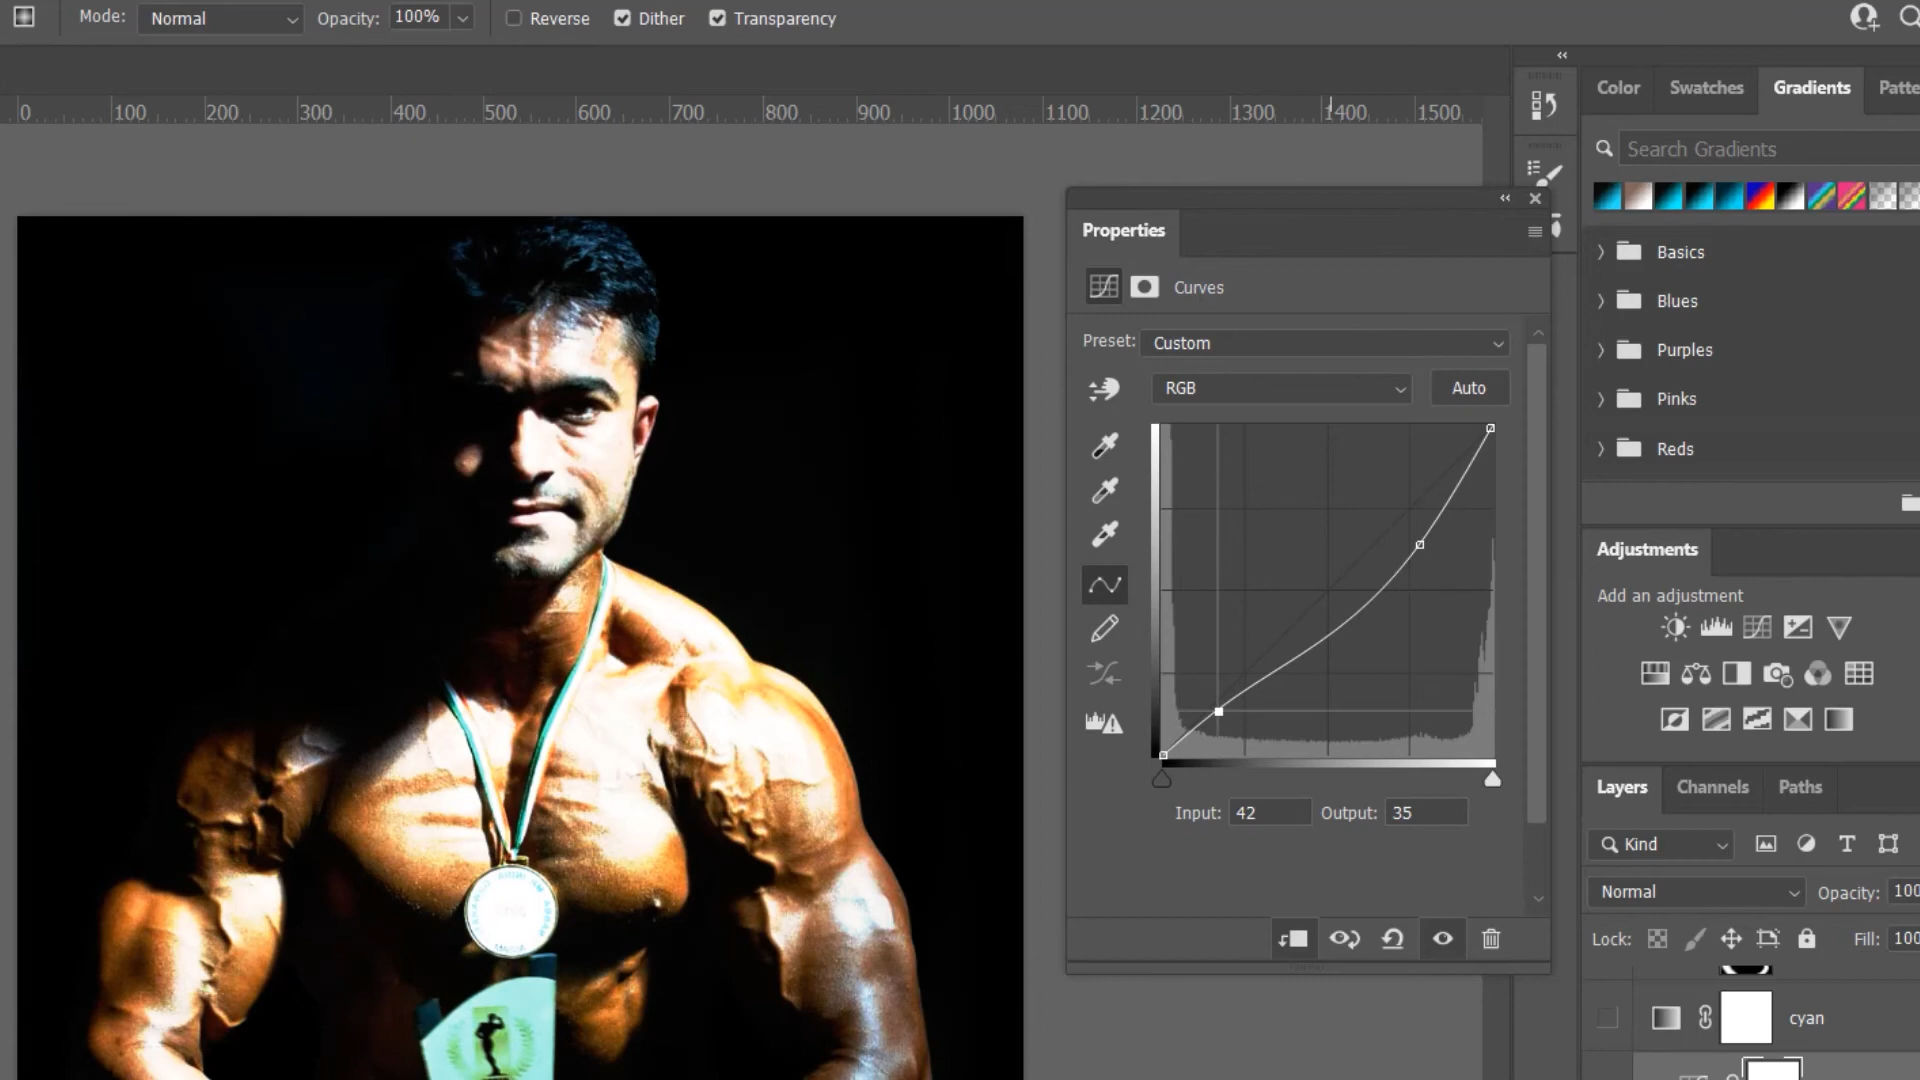 Mode: Normal Opacity: 100% Reverse Dither Transparency
0 100 200 300 400 500 600 700 800 900 1000 1100 1200 1300 1400 1500
Color Swatches Gradients Patte
Search Gradients
Basics
Blues
Purples
Pinks
Reds
Properties
Curves
Preset: Custom
RGB Auto
Input: 42 Output: 35
Adjustments
Add an adjustment
Layers Channels Paths
Kind
Normal Opacity: 100
Lock: Fill: 100
cyan